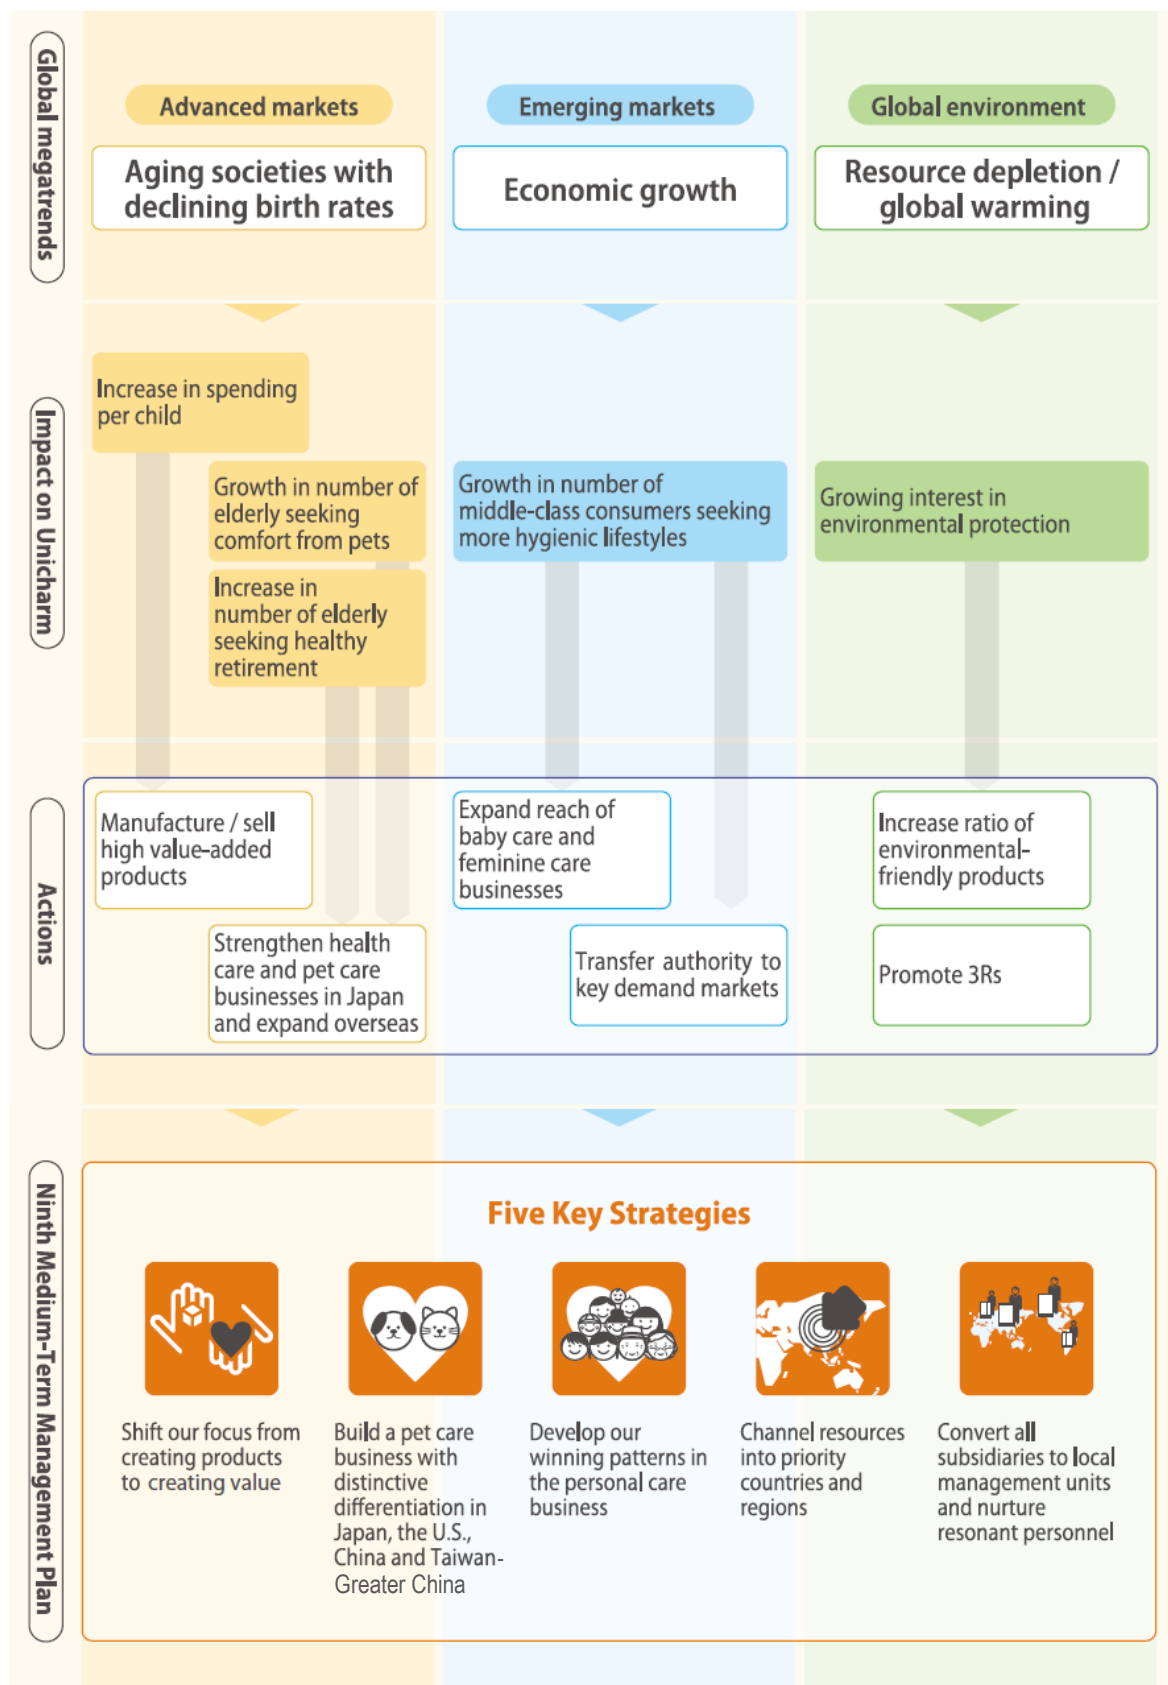 Global megatrends
Advanced markets
Aging societies with
declining birth rates
Emerging markets
Economic growth
Global environment
Resource depletion /
global warming
Impact on Unicharm
Increase in spending
per child
Growth in number of
elderly seeking
comfort from pets
Increase in
number of elderly
seeking healthy
retirement
Growth in number of
middle-class consumers seeking
more hygienic lifestyles
Growing interest in
environmental protection
Actions
Manufacture / sell
high value-added
products
Strengthen health
care and pet care
businesses in Japan
and expand overseas
Expand reach of
baby care and
feminine care
businesses
Transfer authority to
key demand markets
Increase ratio of
environmental-
friendly products
Promote 3Rs
Ninth Medium-Term Management Plan
Five Key Strategies
Shift our focus from
creating products
to creating value
Build a pet care
business with
distinctive
differentiation in
Japan, the U.S.,
China and Taiwan-
Greater China
Develop our
winning patterns in
the personal care
business
Channel resources
into priority
countries and
regions
Convert all
subsidiaries to local
management units
and nurture
resonant personnel